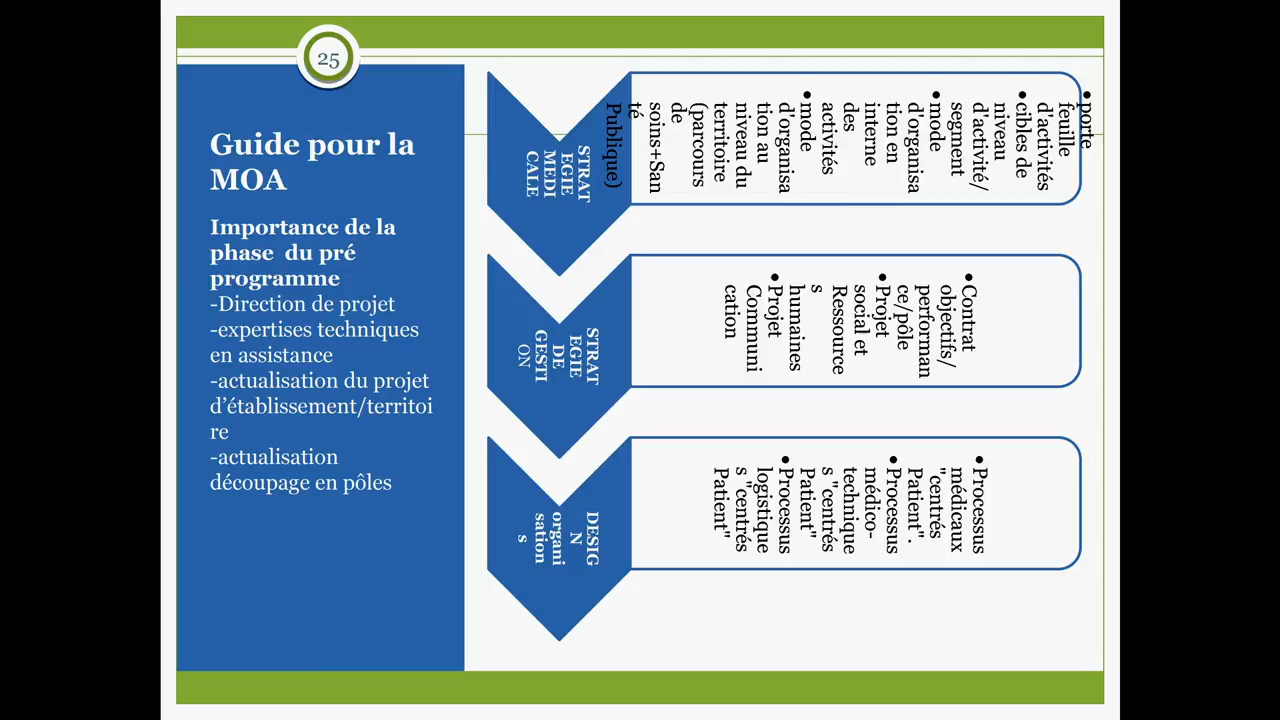 25
Guide pour la
MOA
Importance de la
phase du pré
programme
-Direction de projet
-expertises techniques
en assistance
-actualisation du projet
d'établissement/territoi
re
-actualisation
découpage en pôles
STRAT
EGIE
MEDI
CALE
•porte
feuille
d'activités
•cibles de
niveau
d'activité/
segment
•mode
d'organisa
tion en
interne
des
activités
•mode
d'organisa
tion au
niveau du
territoire
(parcours
de
soins+San
té
Publique)
STRAT
EGIE
DE
GESTI
ON
•Contrat
objectifs/
performan
ce/pôle
•Projet
social et
Ressource
s
humaines
•Projet
Communi
cation
DESIG
N
organi
sation
s
•Processus
médicaux
"centrés
Patient" .
•Processus
médico-
technique
s "centrés
Patient"
•Processus
logistique
s "centrés
Patient"